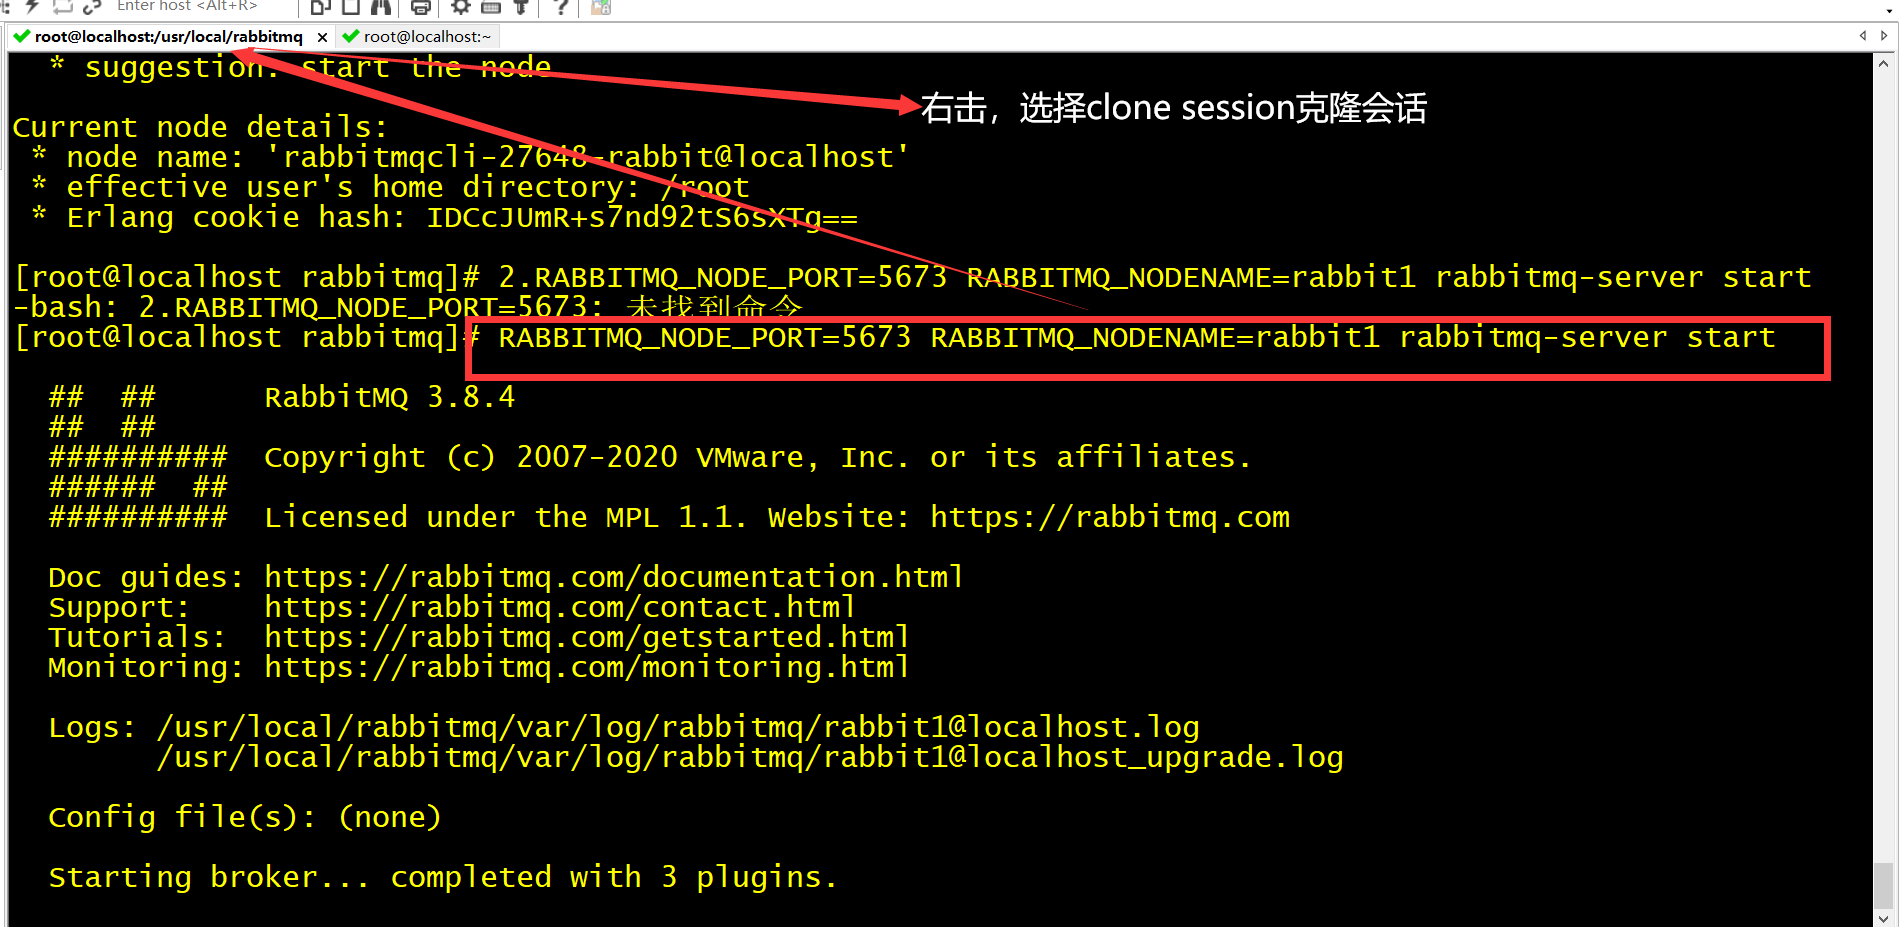 Enter host <Alt+R>
root@localhost:/usr/local/rabbitmq × root@localhost:~
* suggestion: start the node
右击，选择clone session克隆会话
Current node details:
* node name: 'rabbitmqcli-27648-rabbit@localhost'
* effective user's home directory: /root
* Erlang cookie hash: IDCcJUmR+s7nd92tS6sXTg==
[root@localhost rabbitmq]# 2.RABBITMQ_NODE_PORT=5673 RABBITMQ_NODENAME=rabbit1 rabbitmq-server start
-bash: 2.RABBITMQ_NODE_PORT=5673: 未找到命令
[root@localhost rabbitmq]# RABBITMQ_NODE_PORT=5673 RABBITMQ_NODENAME=rabbit1 rabbitmq-server start
## ## RabbitMQ 3.8.4
## ##
########## Copyright (c) 2007-2020 VMware, Inc. or its affiliates.
###### ##
########## Licensed under the MPL 1.1. Website: https://rabbitmq.com
Doc guides: https://rabbitmq.com/documentation.html
Support: https://rabbitmq.com/contact.html
Tutorials: https://rabbitmq.com/getstarted.html
Monitoring: https://rabbitmq.com/monitoring.html
Logs: /usr/local/rabbitmq/var/log/rabbitmq/rabbit1@localhost.log
/usr/local/rabbitmq/var/log/rabbitmq/rabbit1@localhost_upgrade.log
Config file(s): (none)
Starting broker... completed with 3 plugins.